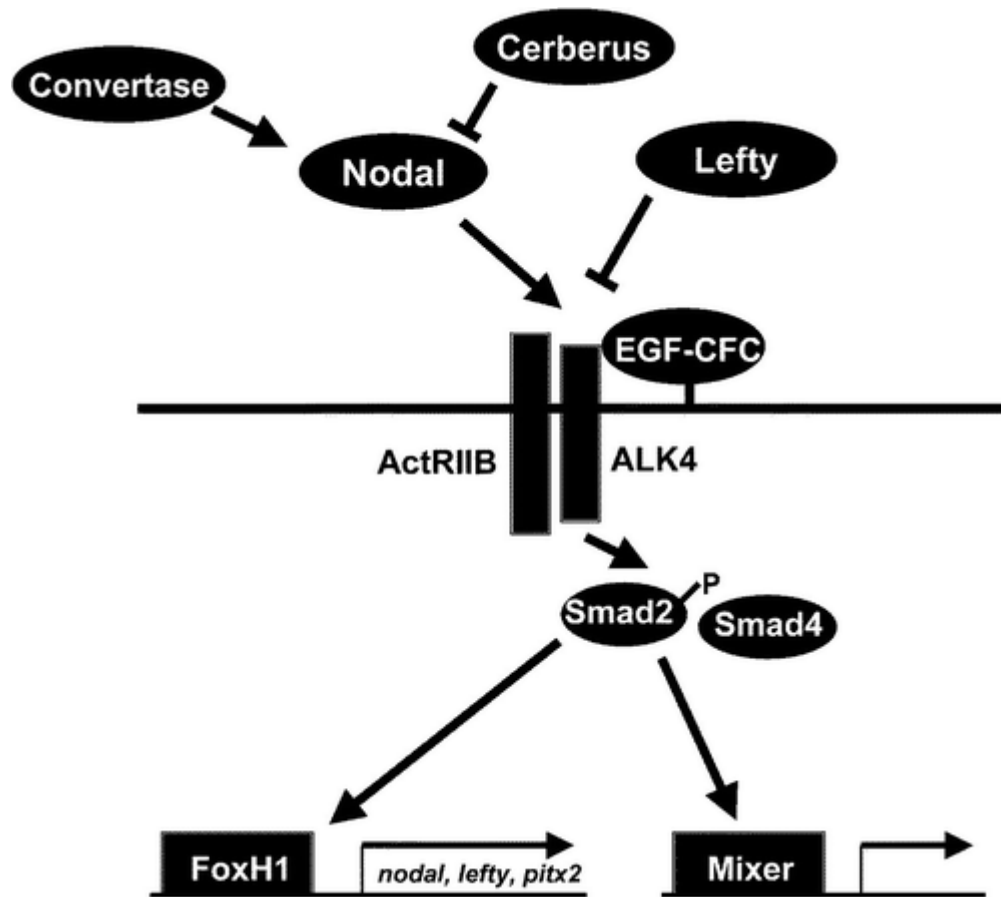 Cerberus
Convertase
Nodal
Lefty
EGF-CFC
ActRIIB
ALK4
P
Smad2
Smad4
FoxH1
nodal, lefty, pitx2
Mixer